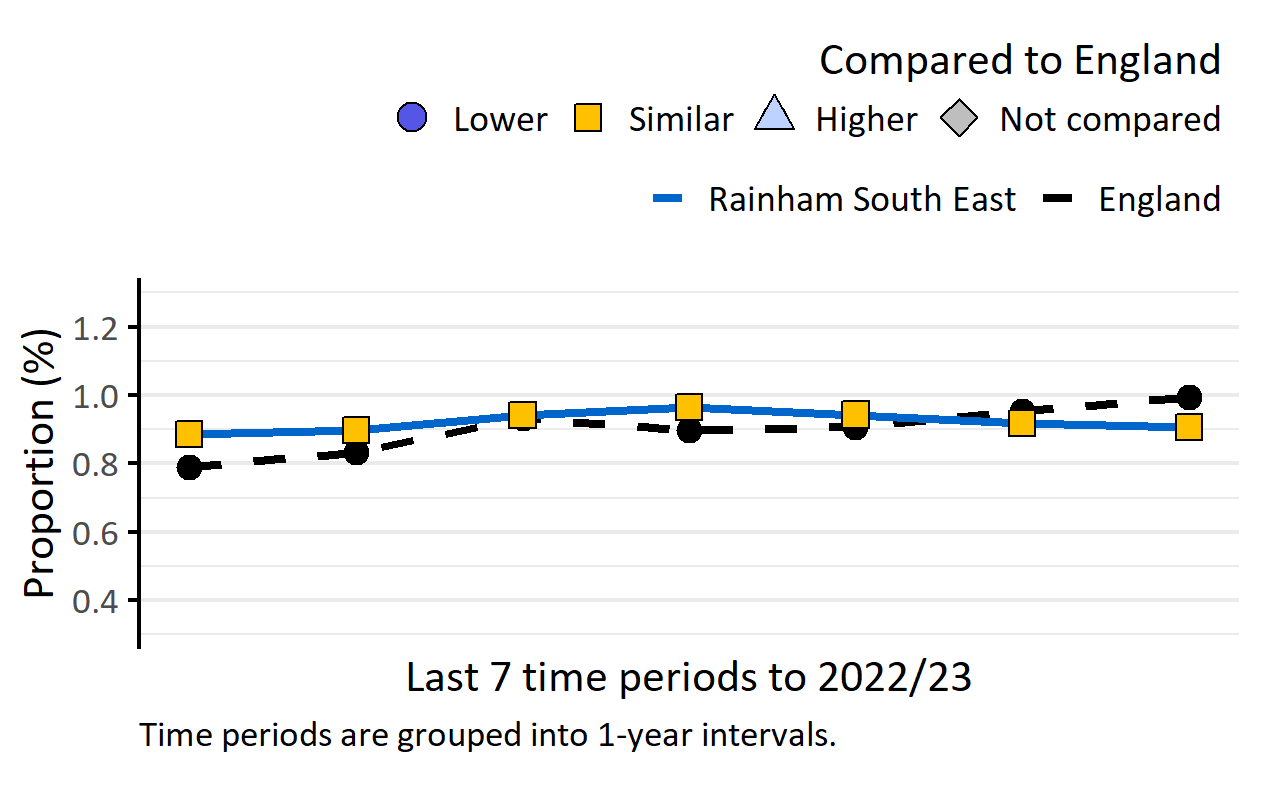 Compared to England
Lower Similar Higher Not compared
Rainham South East England
Proportion (%)
1.2
1.0
0.8
0.6
0.4
Last 7 time periods to 2022/23
Time periods are grouped into 1-year intervals.